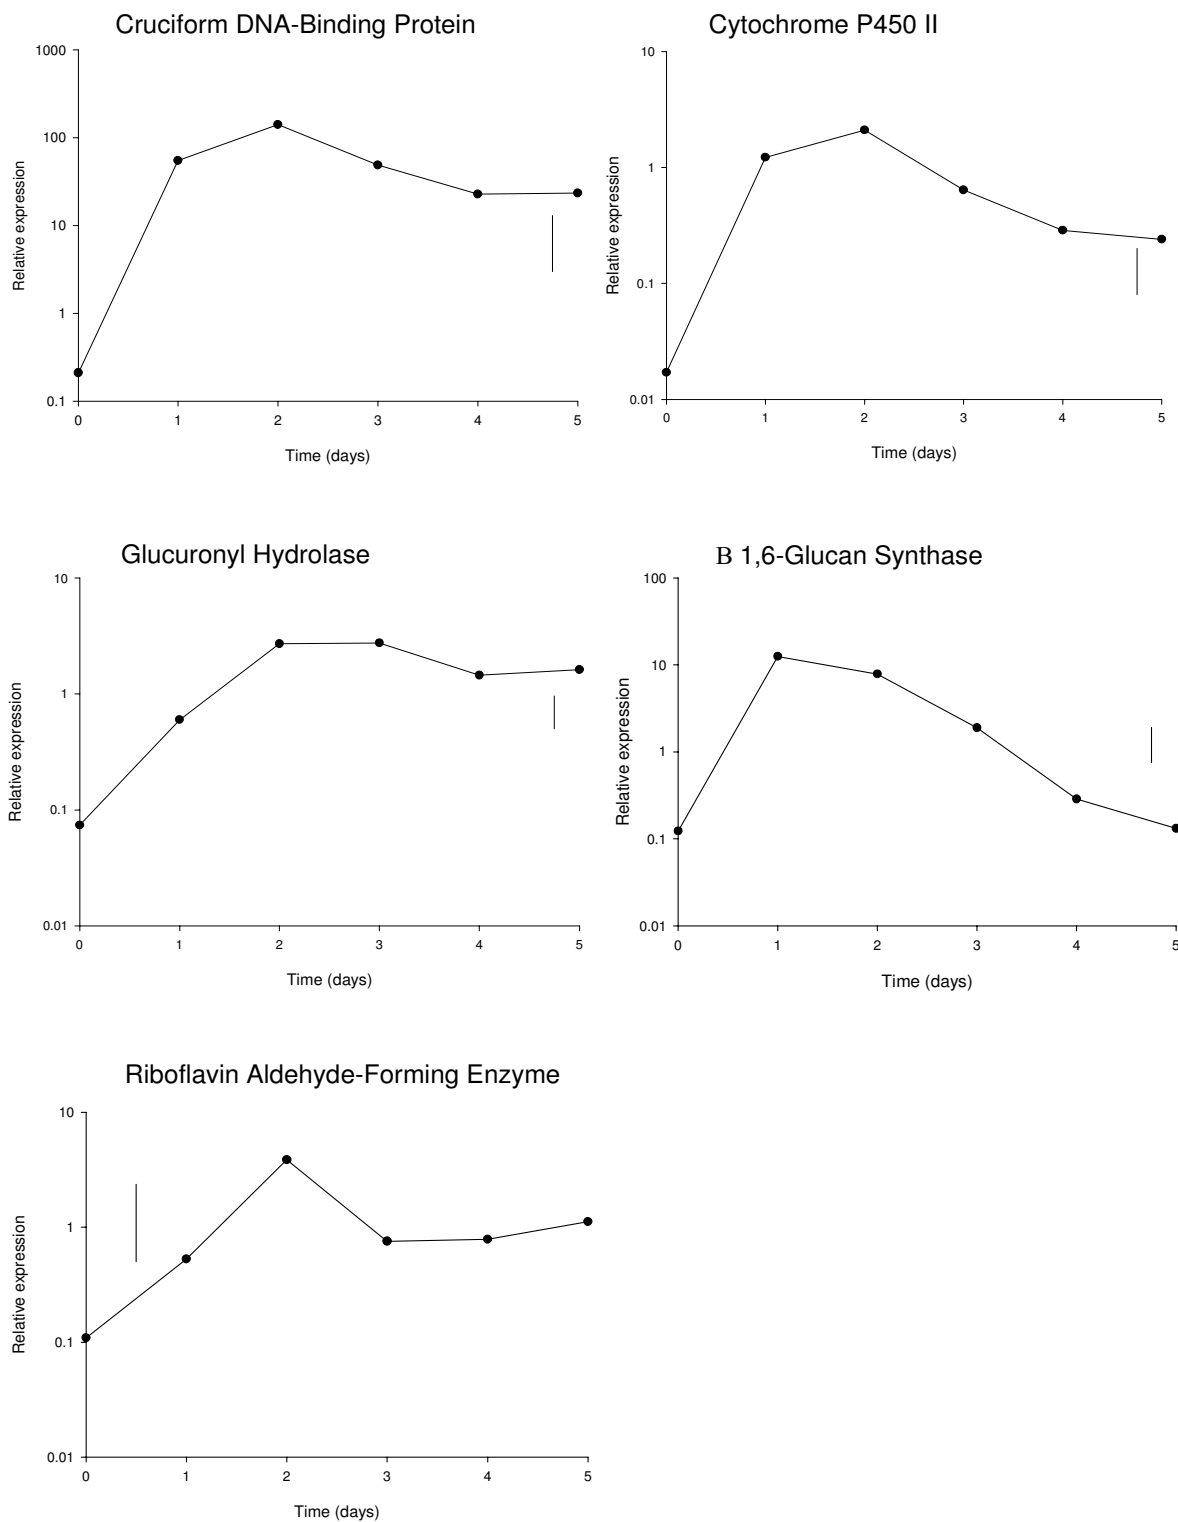 Cruciform DNA-Binding Protein
1000
100
10
1
0.1
Relative expression
0 1 2 3 4 5
Time (days)
Cytochrome P450 II
10
1
0.1
0.01
Relative expression
0 1 2 3 4 5
Time (days)
Glucuronyl Hydrolase
10
1
0.1
0.01
Relative expression
0 1 2 3 4 5
Time (days)
B 1,6-Glucan Synthase
100
10
1
0.1
0.01
Relative expression
0 1 2 3 4 5
Time (days)
Riboflavin Aldehyde-Forming Enzyme
10
1
0.1
0.01
Relative expression
0 1 2 3 4 5
Time (days)